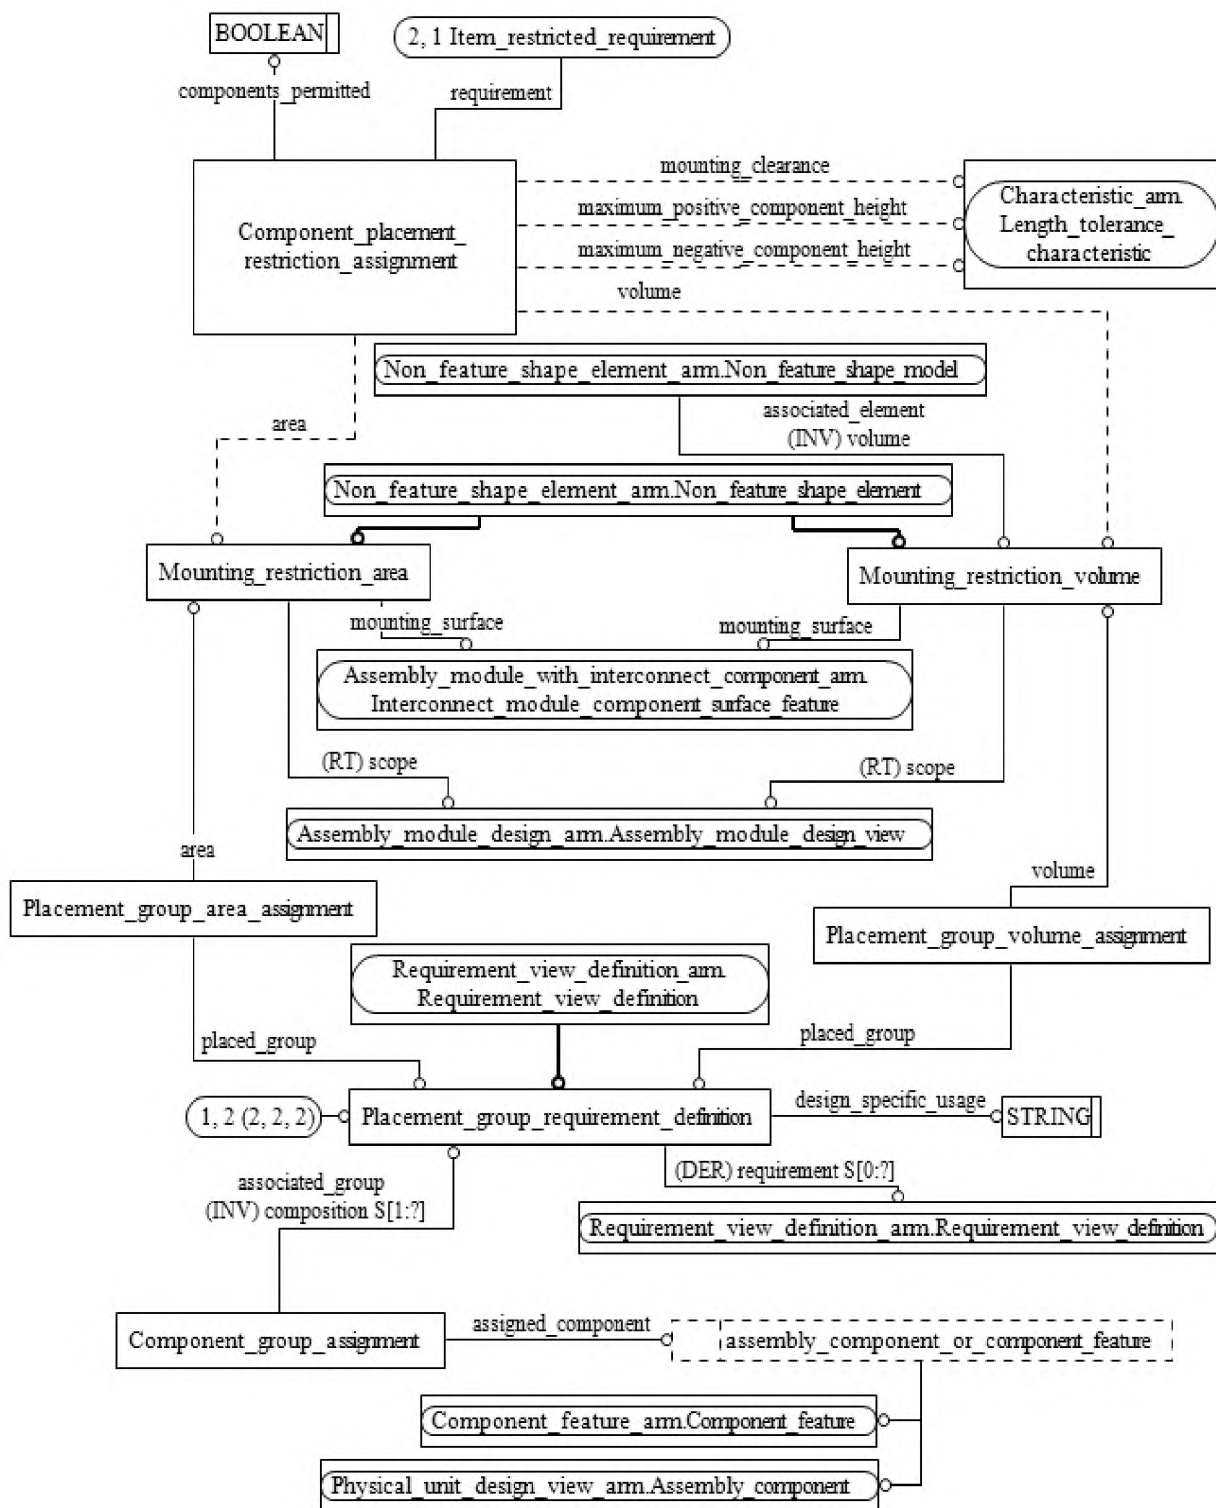 BOOLEAN
2, 1 Item_restricted_requirement
components_permitted
requirement
mounting_clearance
maximum_positive_component_height
maximum_negative_component_height
volume
Characteristic_arm.
Length_tolerance_
characteristic
Component_placement_
restriction_assignment
Non_feature_shape_element_arm.Non_feature_shape_model
area
associated_element
(INV) volume
Non_feature_shape_element_arm.Non_feature_shape_element
Mounting_restriction_area
Mounting_restriction_volume
mounting_surface
mounting_surface
Assembly_module_with_interconnect_component_arm.
Interconnect_module_component_surface_feature
(RT) scope
(RT) scope
Assembly_module_design_arm.Assembly_module_design_view
area
volume
Placement_group_area_assignment
Placement_group_volume_assignment
Requirement_view_definition_arm.
Requirement_view_definition
placed_group
placed_group
1, 2 (2, 2, 2)
Placement_group_requirement_definition
design_specific_usage
STRING
associated_group
(INV) composition S[1:?]
(DER) requirement S[0:?]
Requirement_view_definition_arm.Requirement_view_definition
Component_group_assignment
assigned_component
assembly_component_or_component_feature
Component_feature_arm.Component_feature
Physical_unit_design_view_arm.Assembly_component